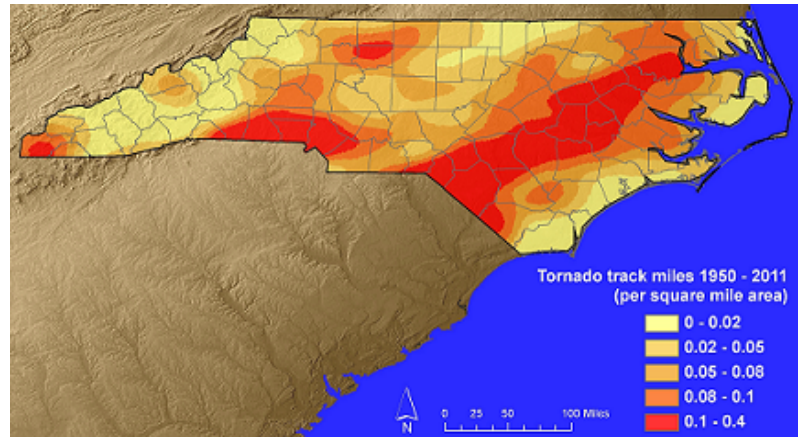 Tornado track miles 1950 - 2011
(per square mile area)
0 - 0.02
0.02 - 0.05
0.05 - 0.08
0.08 - 0.1
0.1 - 0.4
N
0 25 50 100 Miles